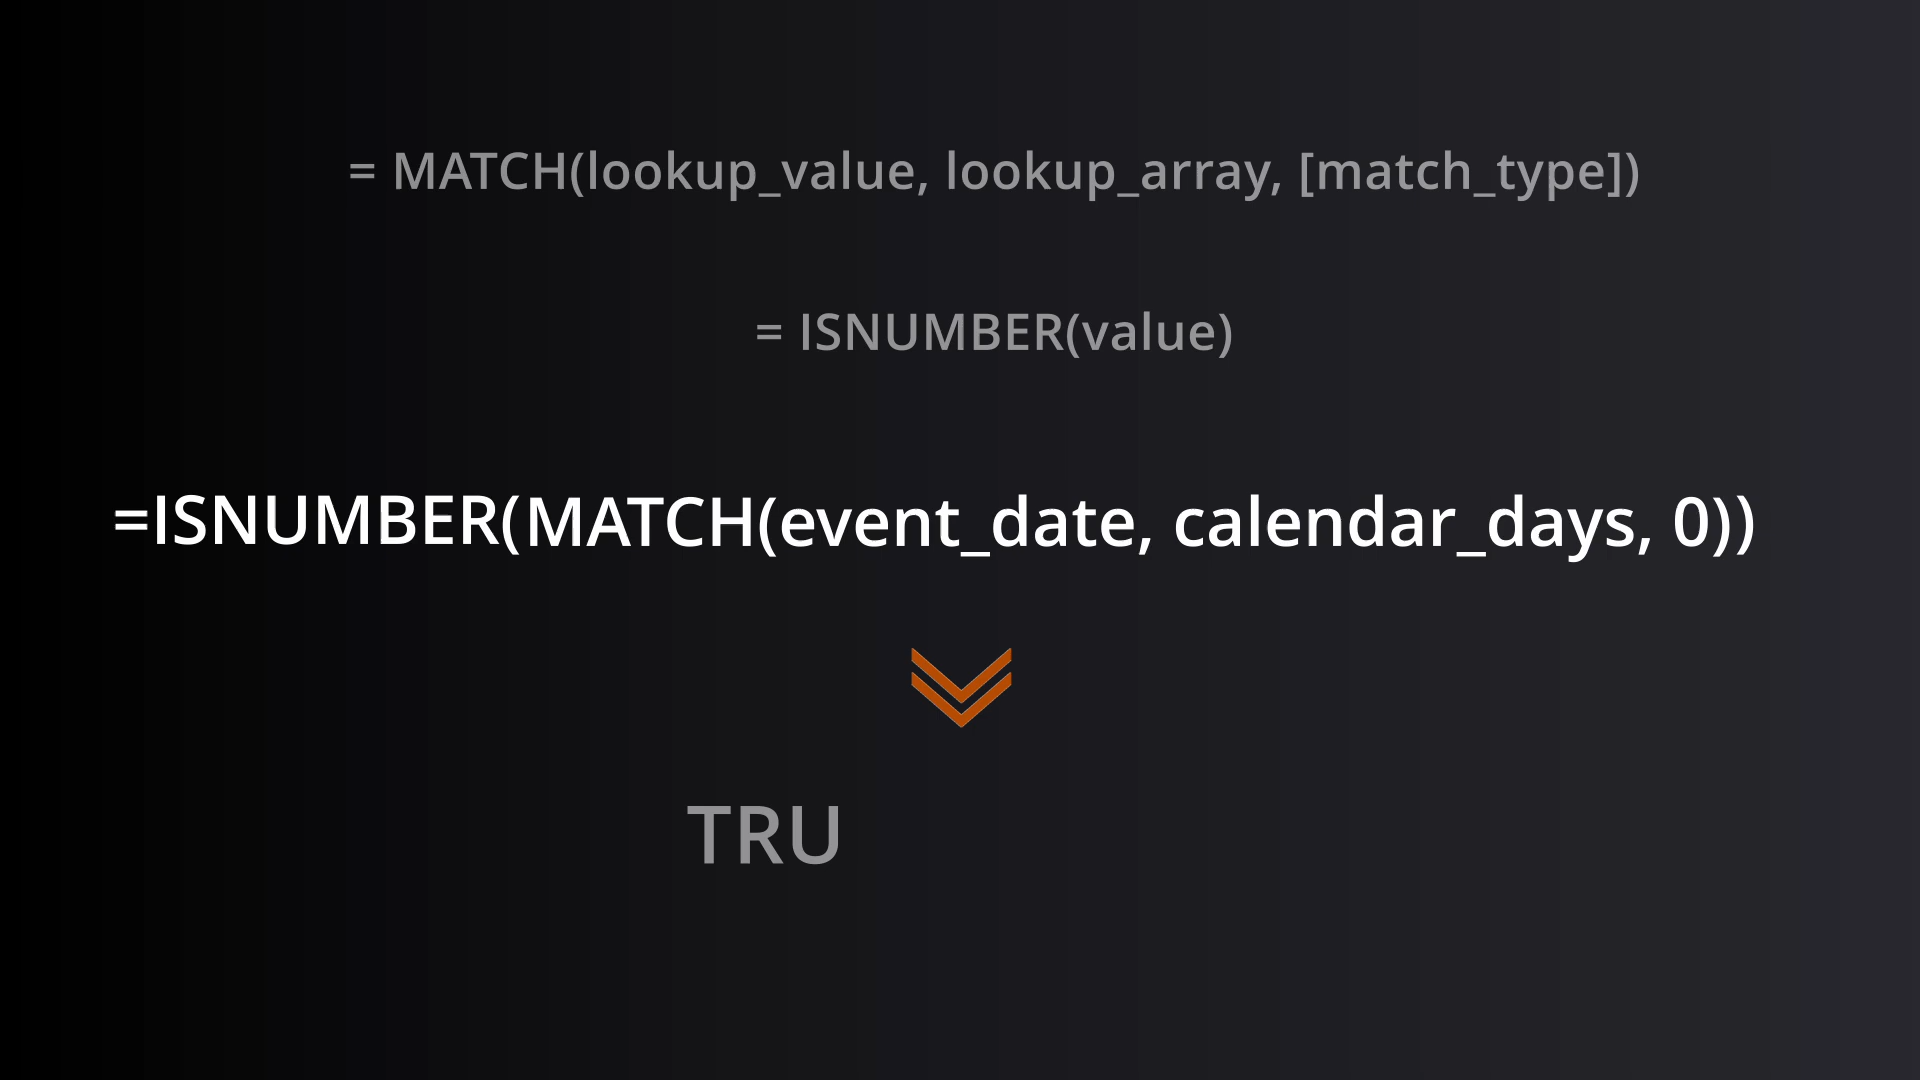 = MATCH(lookup_value, lookup_array, [match_type])
= ISNUMBER(value)
=ISNUMBER(MATCH(event_date, calendar_days, 0))
TRU